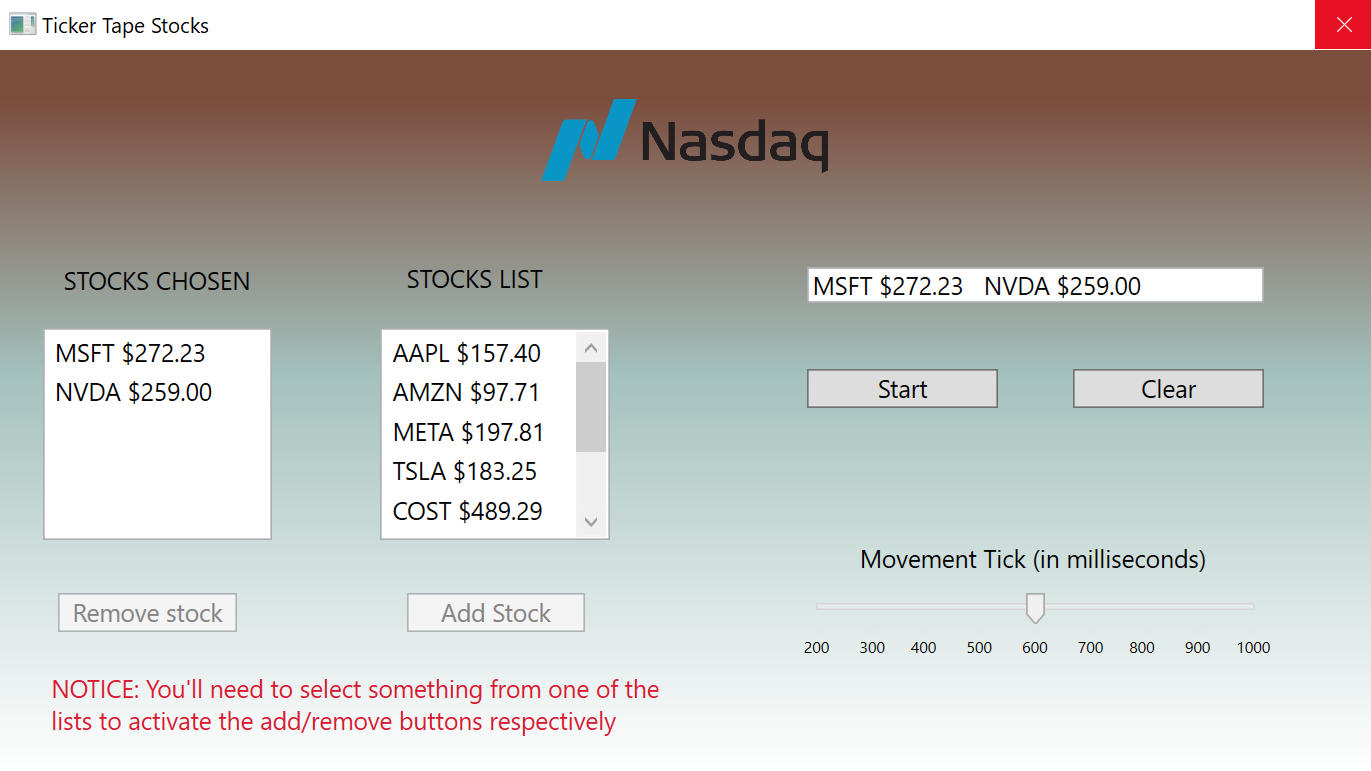 Ticker Tape Stocks
Nasdaq
STOCKS CHOSEN
STOCKS LIST
MSFT $272.23   NVDA $259.00
MSFT $272.23
NVDA $259.00
AAPL $157.40
AMZN $97.71
META $197.81
TSLA $183.25
COST $489.29
Start
Clear
Movement Tick (in milliseconds)
200 300 400 500 600 700 800 900 1000
Remove stock
Add Stock
NOTICE: You'll need to select something from one of the
lists to activate the add/remove buttons respectively